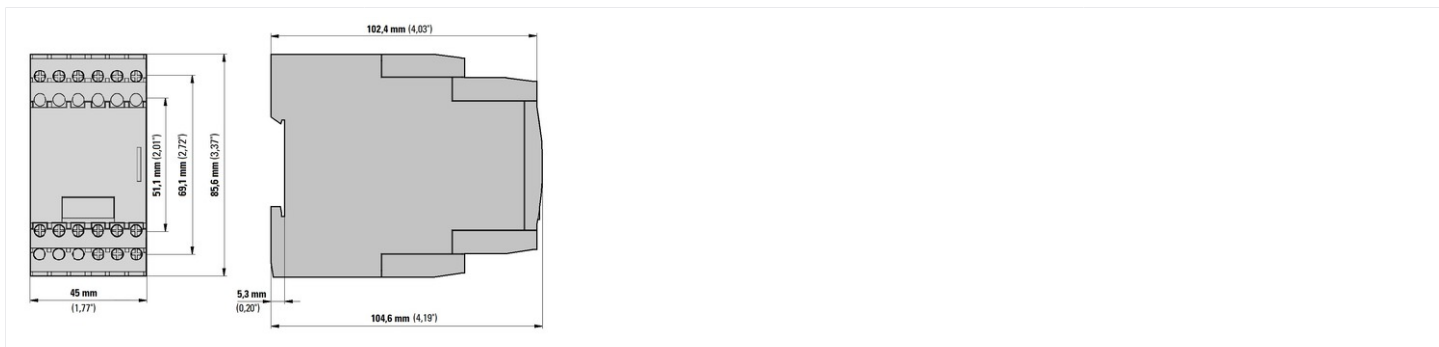 102,4 mm (4,03")
51,1 mm (2,01")
69,1 mm (2,72")
85,6 mm (3,37")
45 mm
(1,77")
5,3 mm
(0,20")
104,6 mm (4,19")